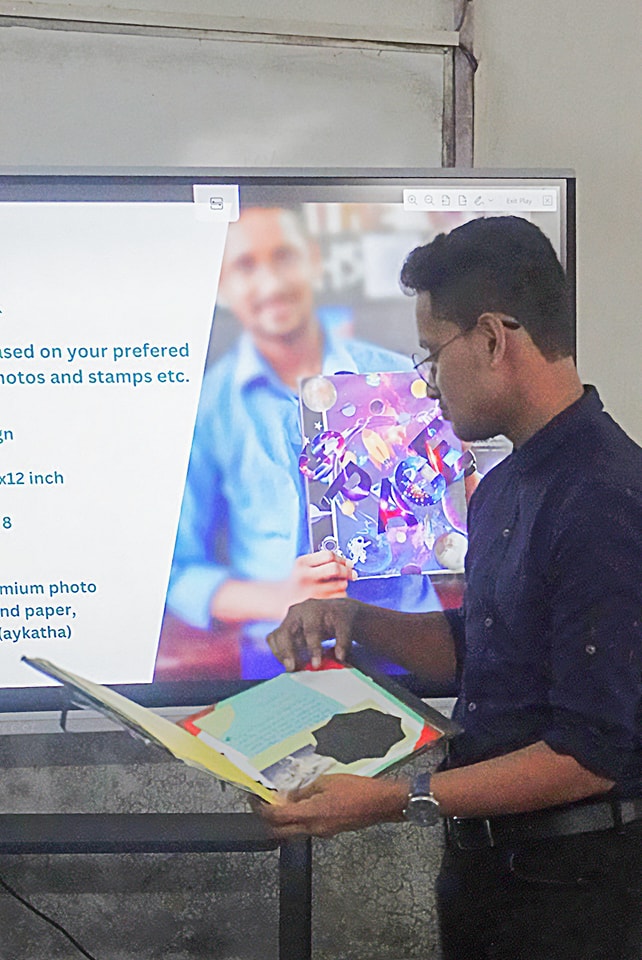 ased on your prefered
hotos and stamps etc.
gn
x12 inch
8
mium photo
nd paper,
(aykatha)
Exit Play
SPACE